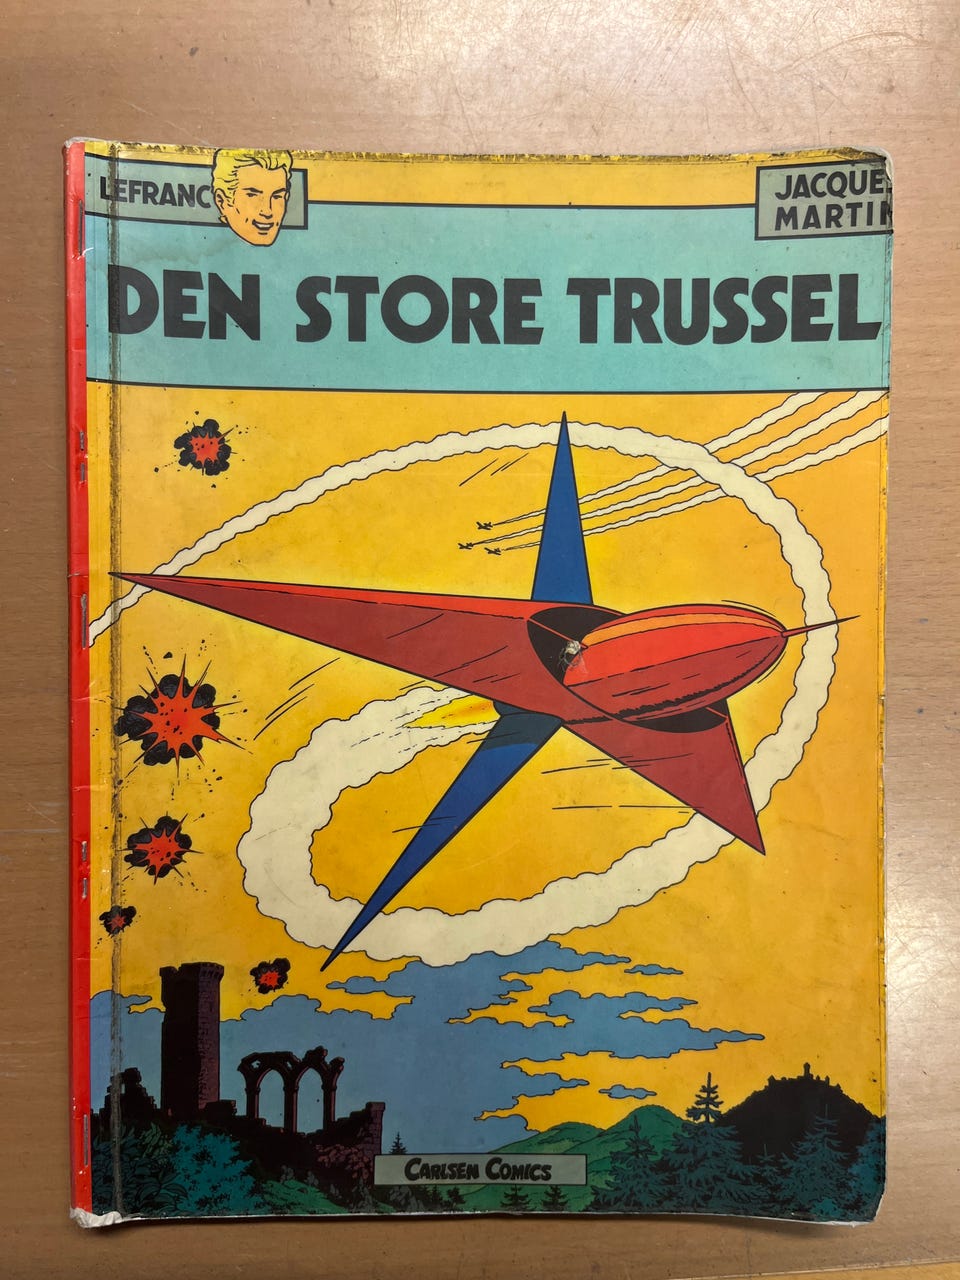 LEFRANC
JACQUES
MARTIN
DEN STORE TRUSSEL
CARLSEN COMICS